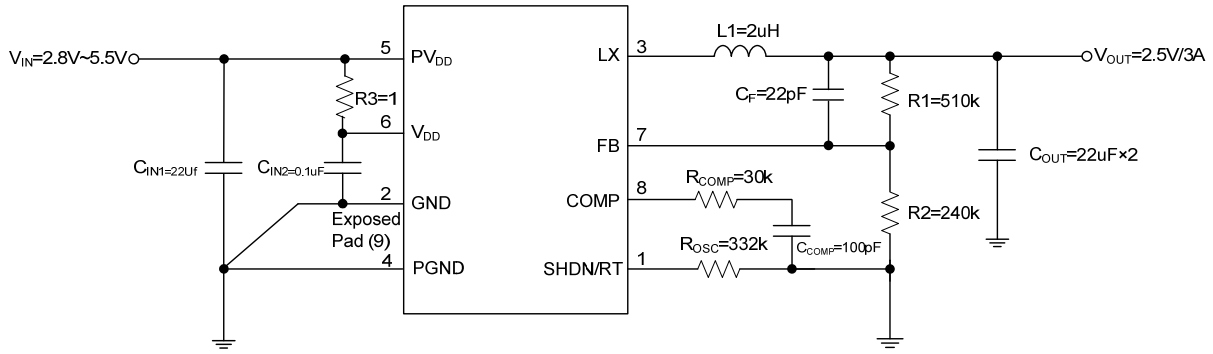 L1=2uH
V_IN=2.8V~5.5V
5
PV_DD
LX
3
V_OUT=2.5V/3A
R3=1
C_F=22pF
R1=510k
6
V_DD
FB
7
C_IN1=22Uf
C_IN2=0.1uF
C_OUT=22uF×2
R_COMP=30k
2
GND
COMP
8
Exposed
Pad (9)
R2=240k
R_OSC=332k
C_COMP=100pF
4
PGND
SHDN/RT
1